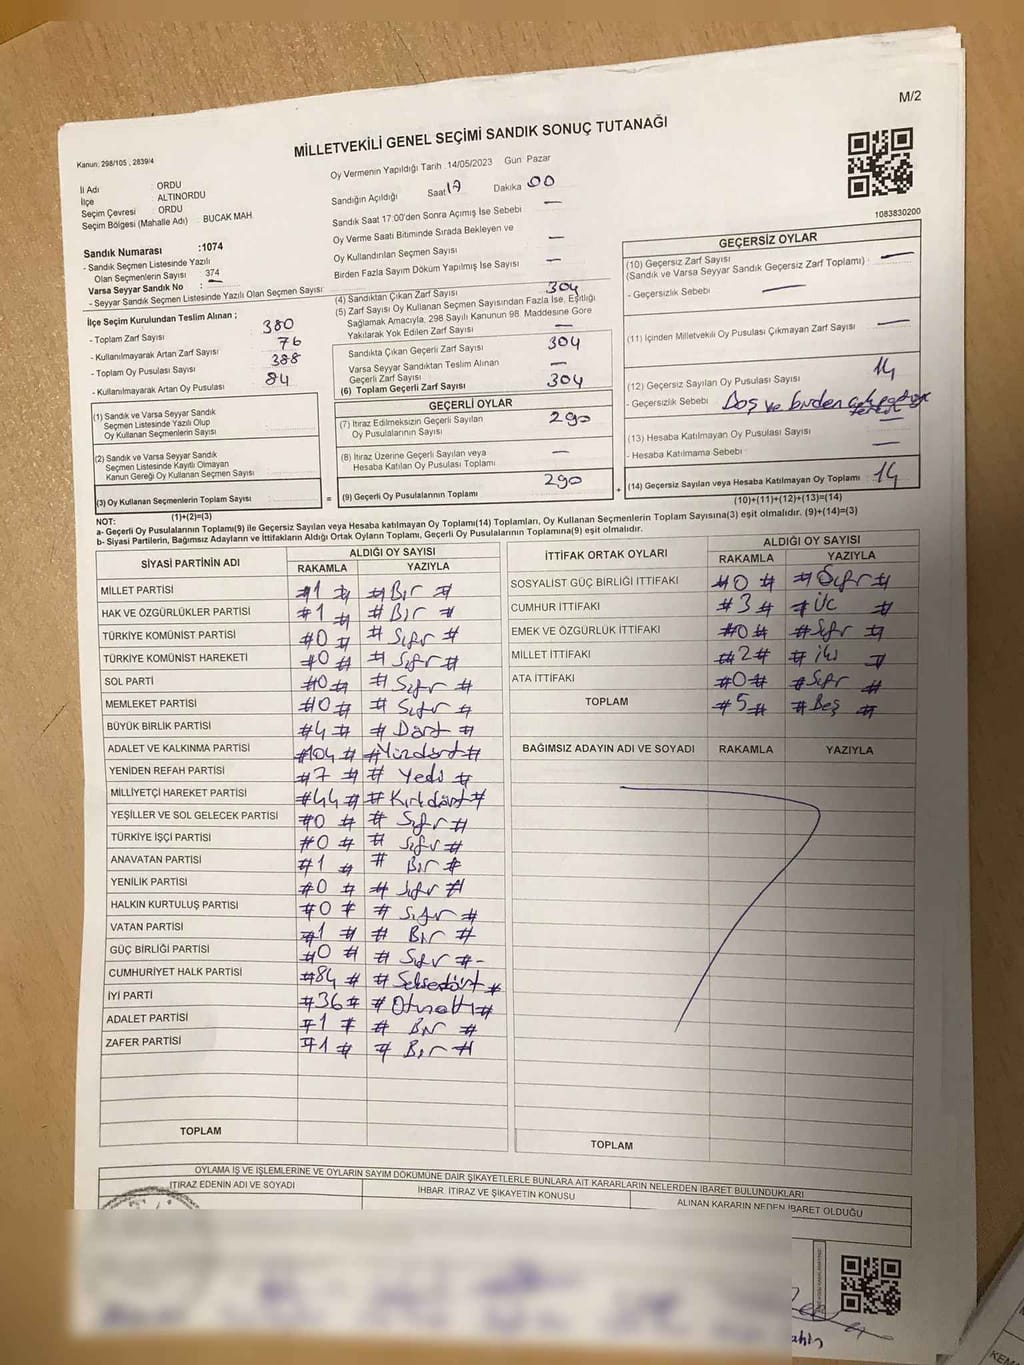 M/2
MİLLETVEKİLİ GENEL SEÇİMİ SANDIK SONUÇ TUTANAĞI
Kanun: 298/105 , 2839/4
İl Adı ORDU
İlçe ALTINORDU
Seçim Çevresi : ORDU
Seçim Bölgesi (Mahalle Adı) : BUCAK MAH.
Sandık Numarası :1074
- Sandık Seçmen Listesinde Yazılı
Olan Seçmenlerin Sayısı : 374
Varsa Seyyar Sandık No : —
- Seyyar Sandık Seçmen Listesinde Yazılı Olan Seçmen Sayısı:
Oy Vermenin Yapıldığı Tarih : 14/05/2023 Gün Pazar
Sandığın Açıldığı Saat 17 Dakika 00
Sandık Saat 17:00'den Sonra Açımış İse Sebebi —
Oy Verme Saati Bitiminde Sırada Bekleyen ve
Oy Kullandırılan Seçmen Sayısı —
Birden Fazla Sayım Döküm Yapılmış İse Sayısı —
1083830200
İlçe Seçim Kurulundan Teslim Alınan ;
- Toplam Zarf Sayısı 380
- Kullanılmayarak Artan Zarf Sayısı 76
- Toplam Oy Pusulası Sayısı 388
- Kullanılmayarak Artan Oy Pusulası 84
(1) Sandık ve Varsa Seyyar Sandık
Seçmen Listesinde Yazılı Olup
Oy Kullanan Seçmenlerin Sayısı
(2) Sandık ve Varsa Seyyar Sandık
Seçmen Listesinde Kayıtlı Olmayan
Kanun Gereği Oy Kullanan Seçmen Sayısı
(3) Oy Kullanan Seçmenlerin Toplam Sayısı
(1)+(2)=(3)
(4) Sandıktan Çıkan Zarf Sayısı 304
(5) Zarf Sayısı Oy Kullanan Seçmen Sayısından Fazla İse, Eşitliği
Sağlamak Amacıyla, 298 Sayılı Kanunun 98. Maddesine Göre
Yakılarak Yok Edilen Zarf Sayısı —
Sandıkta Çıkan Geçerli Zarf Sayısı 304
Varsa Seyyar Sandıktan Teslim Alınan
Geçerli Zarf Sayısı —
(6) Toplam Geçerli Zarf Sayısı 304
GEÇERLİ OYLAR
(7) İtiraz Edilmeksizin Geçerli Sayılan
Oy Pusulalarının Sayısı 290
(8) İtiraz Üzerine Geçerli Sayılan veya
Hesaba Katılan Oy Pusulası Toplamı —
= (9) Geçerli Oy Pusulalarının Toplamı 290
GEÇERSİZ OYLAR
(10) Geçersiz Zarf Sayısı —
(Sandık ve Varsa Seyyar Sandık Geçersiz Zarf Toplamı)
- Geçersizlik Sebebi —
(11) İçinden Milletvekili Oy Pusulası Çıkmayan Zarf Sayısı —
(12) Geçersiz Sayılan Oy Pusulası Sayısı 14
- Geçersizlik Sebebi Boş ve birden
(13) Hesaba Katılmayan Oy Pusulası Sayısı —
- Hesaba Katılmama Sebebi —
+ (14) Geçersiz Sayılan veya Hesaba Katılmayan Oy Toplamı 14
(10)+(11)+(12)+(13)=(14)
NOT:
a- Geçerli Oy Pusulalarının Toplamı(9) ile Geçersiz Sayılan veya Hesaba katılmayan Oy Toplamı(14) Toplamları, Oy Kullanan Seçmenlerin Toplam Sayısına(3) eşit olmalıdır. (9)+(14)=(3)
b- Siyasi Partilerin, Bağımsız Adayların ve İttifakların Aldığı Ortak Oyların Toplamı, Geçerli Oy Pusulalarının Toplamına(9) eşit olmalıdır.
SİYASİ PARTİNİN ADI ALDIĞI OY SAYISI
RAKAMLA YAZIYLA
MİLLET PARTİSİ #1# #Bir#
HAK VE ÖZGÜRLÜKLER PARTİSİ #1# #Bir#
TÜRKİYE KOMÜNİST PARTİSİ #0# #Sıfır#
TÜRKİYE KOMÜNİST HAREKETİ #0# #Sıfır#
SOL PARTİ #0# #Sıfır#
MEMLEKET PARTİSİ #0# #Sıfır#
BÜYÜK BİRLİK PARTİSİ #4# #Dört#
ADALET VE KALKINMA PARTİSİ #104# #Yüzdört#
YENİDEN REFAH PARTİSİ #7# #Yedi#
MİLLİYETÇİ HAREKET PARTİSİ #44# #Kırkdört#
YEŞİLLER VE SOL GELECEK PARTİSİ #0# #Sıfır#
TÜRKİYE İŞÇİ PARTİSİ #0# #Sıfır#
ANAVATAN PARTİSİ #1# #Bir#
YENİLİK PARTİSİ #0# #Sıfır#
HALKIN KURTULUŞ PARTİSİ #0# #Sıfır#
VATAN PARTİSİ #1# #Bir#
GÜÇ BİRLİĞİ PARTİSİ #0# #Sıfır#
CUMHURİYET HALK PARTİSİ #84# #Seksedört#
İYİ PARTİ #36# #Otuzaltı#
ADALET PARTİSİ #1# #Bir#
ZAFER PARTİSİ #1# #Bir#
TOPLAM
İTTİFAK ORTAK OYLARI ALDIĞI OY SAYISI
RAKAMLA YAZIYLA
SOSYALİST GÜÇ BİRLİĞİ İTTİFAKI #0# #Sıfır#
CUMHUR İTTİFAKI #3# #Üc #
EMEK VE ÖZGÜRLÜK İTTİFAKI #0# #Sıfır#
MİLLET İTTİFAKI #2# #iki #
ATA İTTİFAKI #0# #Sıfır#
TOPLAM #5# #Beş #
BAĞIMSIZ ADAYIN ADI VE SOYADI RAKAMLA YAZIYLA
TOPLAM
OYLAMA İŞ VE İŞLEMLERİNE VE OYLARIN SAYIM DÖKÜMÜNE DAİR ŞİKAYETLERLE BUNLARA AİT KARARLARIN NELERDEN İBARET BULUNDUKLARI
İTİRAZ EDENİN ADI VE SOYADI İHBAR, İTİRAZ VE ŞİKAYETİN KONUSU ALINAN KARARIN NEDEN İBARET OLDUĞU